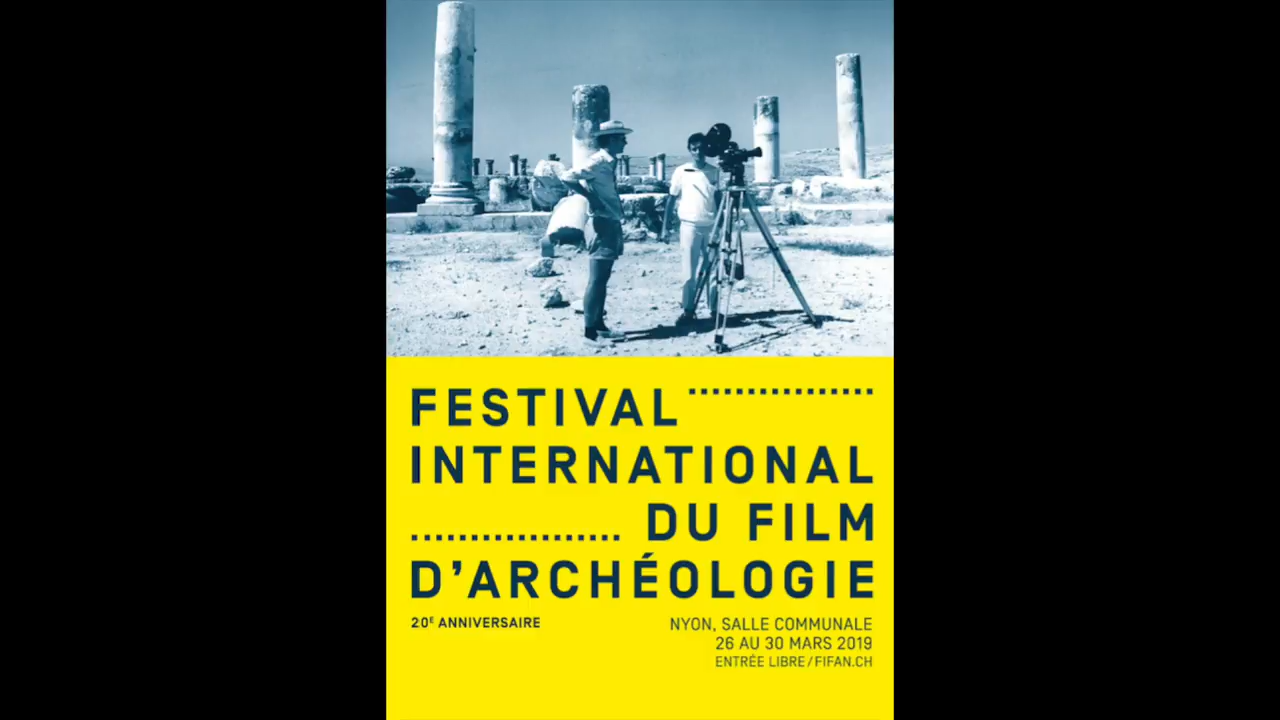 FESTIVAL
INTERNATIONAL
DU FILM
D'ARCHÉOLOGIE
20E ANNIVERSAIRE
NYON, SALLE COMMUNALE
26 AU 30 MARS 2019
ENTRÉE LIBRE/FIFAN.CH